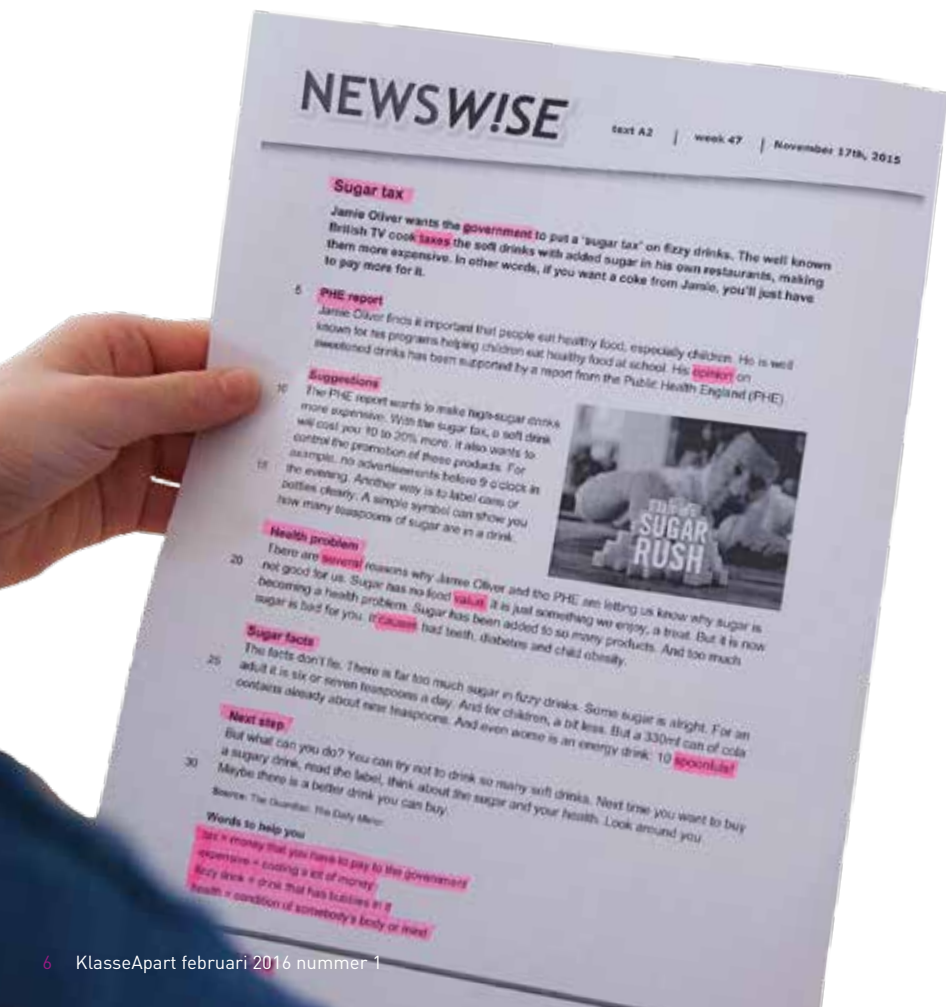 NEWSW!SE
text A2 | week 47 | November 17th, 2015
Sugar tax
Jamie Oliver wants the government to put a 'sugar tax' on fizzy drinks. The well known
British TV cook taxes the soft drinks with added sugar in his own restaurants, making
them more expensive. In other words, if you want a coke from Jamie, you'll just have
to pay more for it.
5 PHE report
Jamie Oliver finds it important that people eat healthy food, especially children. He is well
known for his programs helping children eat healthy food at school. His opinion on
sweetened drinks has been supported by a report from the Public Health England (PHE)
Suggestions
10 The PHE report wants to make high-sugar drinks
more expensive. With the sugar tax, a soft drink
will cost you 10 to 20% more. It also wants to
control the promotion of these products. For
example, no advertisements before 9 o'clock in
15 the evening. Another way is to label cans or
bottles clearly. A simple symbol can show you
how many teaspoons of sugar are in a drink.
SUGAR
RUSH
Health problem
There are several reasons why Jamie Oliver and the PHE are letting us know why sugar is
20 not good for us. Sugar has no food value, it is just something we enjoy, a treat. But it is now
becoming a health problem. Sugar has been added to so many products. And too much
sugar is bad for you. It causes bad teeth, diabetes and child obesity.
Sugar facts
The facts don't lie. There is far too much sugar in fizzy drinks. Some sugar is alright. For an
25 adult it is six or seven teaspoons a day. And for children, a bit less. But a 330ml can of cola
contains already about nine teaspoons. And even worse is an energy drink: 10 spoonfuls!
Next step
But what can you do? You can try not to drink so many soft drinks. Next time you want to buy
a sugary drink, read the label, think about the sugar and your health. Look around you.
30 Maybe there is a better drink you can buy.
Source: The Guardian, The Daily Mirror
Words to help you
tax = money that you have to pay to the government
expensive = costing a lot of money
fizzy drink = drink that has bubbles in it
health = condition of somebody's body or mind
6 KlasseApart februari 2016 nummer 1